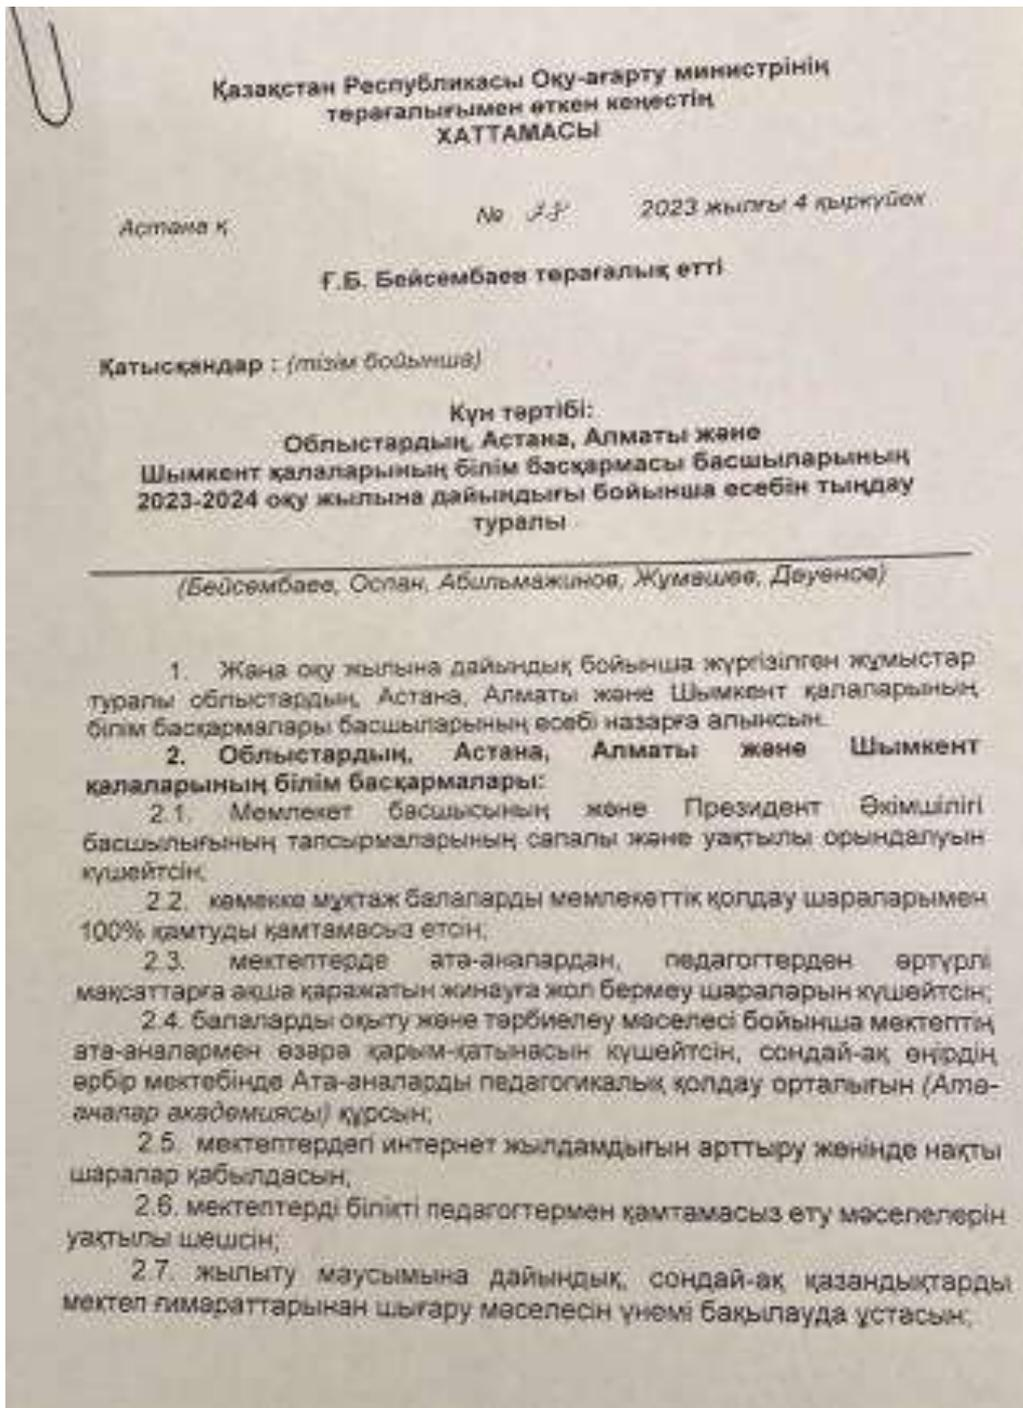 Қазақстан Республикасы Оқу-ағарту министрінің
төрағалығымен өткен кеңестің
ХАТТАМАСЫ
Астана қ № 28 2023 жылғы 4 қыркүйек
Ғ.Б. Бейсембаев төрағалық етті
Қатысқандар : (тізім бойынша)
Күн тәртібі:
Облыстардың, Астана, Алматы және
Шымкент қалаларының білім басқармасы басшыларының
2023-2024 оқу жылына дайындығы бойынша есебін тыңдау
туралы
(Бейсембаев, Оспан, Абильмажинов, Жумашев, Дауенов)
1. Жаңа оқу жылына дайындық бойынша жүргізілген жұмыстар
туралы облыстардың, Астана, Алматы және Шымкент қалаларының
білім басқармалары басшыларының есебі назарға алынсын.
2. Облыстардың, Астана, Алматы және Шымкент
қалаларының білім басқармалары:
2.1. Мемлекет басшысының және Президент Әкімшілігі
басшылығының тапсырмаларының сапалы және уақтылы орындалуын
күшейтсін;
2.2. көмекке мұқтаж балаларды мемлекеттік қолдау шараларымен
100% қамтуды қамтамасыз етсін;
2.3. мектептерде ата-аналардан, педагогтерден әртүрлі
мақсаттарға ақша қаражатын жинауға жол бермеу шараларын күшейтсін;
2.4. балаларды оқыту және тәрбиелеу мәселесі бойынша мектептің
ата-аналармен өзара қарым-қатынасын күшейтсін, сондай-ақ өңірдің
әрбір мектебінде Ата-аналарды педагогикалық қолдау орталығын (Ата-
аналар академиясы) құрсын;
2.5. мектептердегі интернет жылдамдығын арттыру жөнінде нақты
шаралар қабылдасын;
2.6. мектептерді білікті педагогтермен қамтамасыз ету мәселелерін
уақтылы шешсін;
2.7. жылыту маусымына дайындық, сондай-ақ қазандықтарды
мектеп ғимараттарынан шығару мәселесін үнемі бақылауда ұстасын;